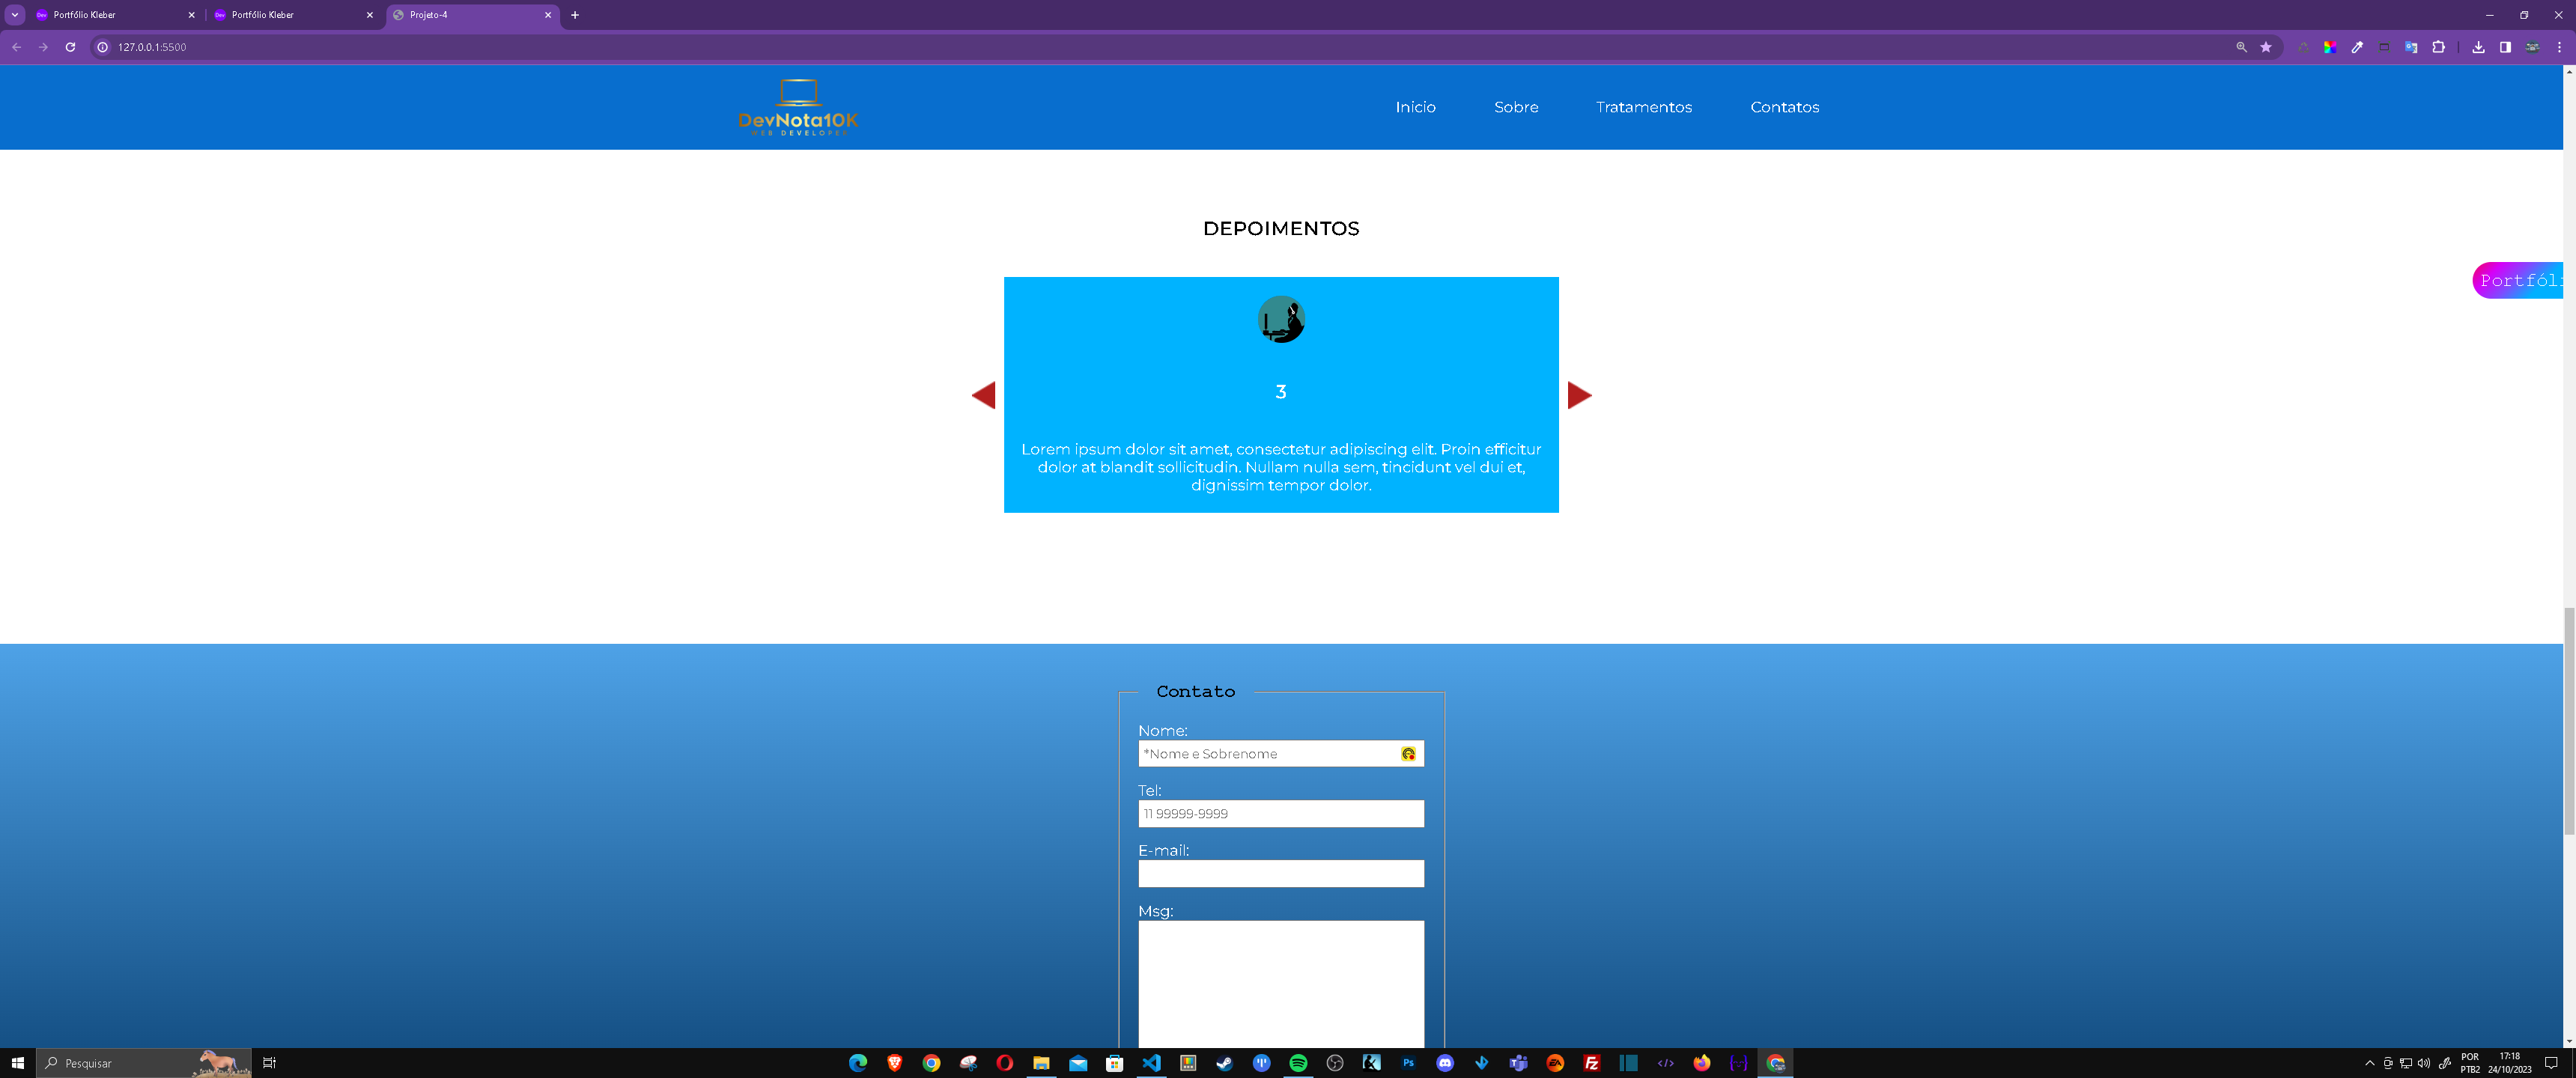 Portfólio Kleber
Portfólio Kleber
Projeto-4
127.0.0.1:5500
DevNota10K
WEB DEVELOPER
Inicio
Sobre
Tratamentos
Contatos
DEPOIMENTOS
Portfóli
3
Lorem ipsum dolor sit amet, consectetur adipiscing elit. Proin efficitur
dolor at blandit sollicitudin. Nullam nulla sem, tincidunt vel dui et,
dignissim tempor dolor.
Contato
Nome:
*Nome e Sobrenome
Tel:
11 99999-9999
E-mail:
Msg:
Pesquisar
POR
PTB2
17:18
24/10/2023